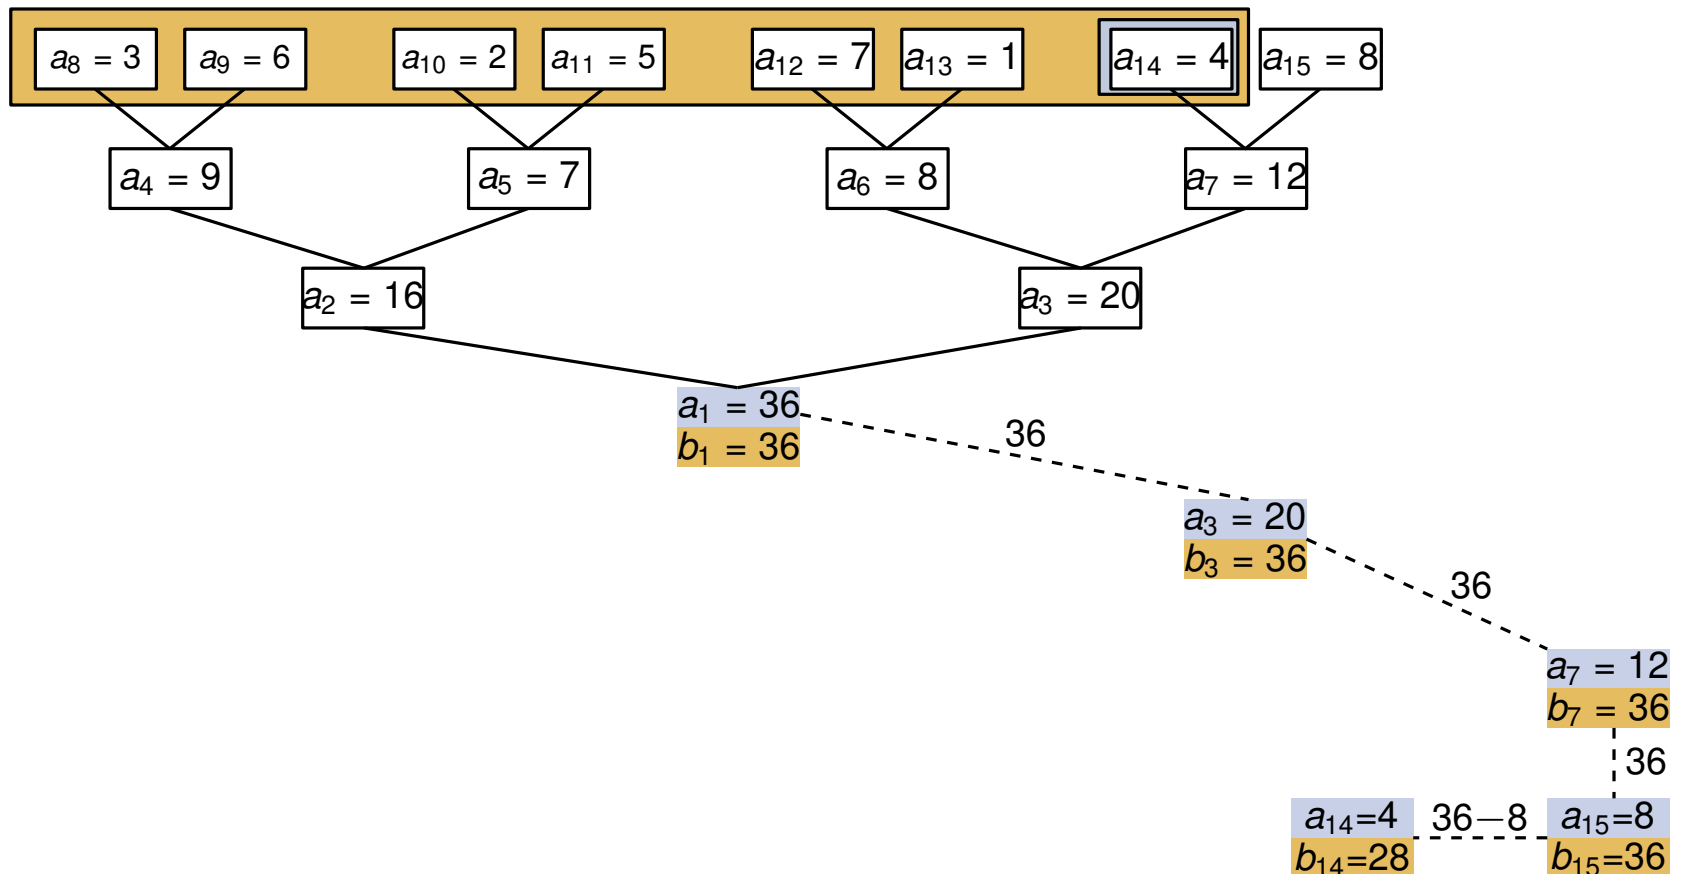 a₈ = 3 a₉ = 6 a₁₀ = 2 a₁₁ = 5 a₁₂ = 7 a₁₃ = 1 a₁₄ = 4 a₁₅ = 8
a₄ = 9 a₅ = 7 a₆ = 8 a₇ = 12
a₂ = 16 a₃ = 20
a₁ = 36
b₁ = 36
36
a₃ = 20
b₃ = 36
36
a₇ = 12
b₇ = 36
36
a₁₄=4 36−8 a₁₅=8
b₁₄=28 b₁₅=36